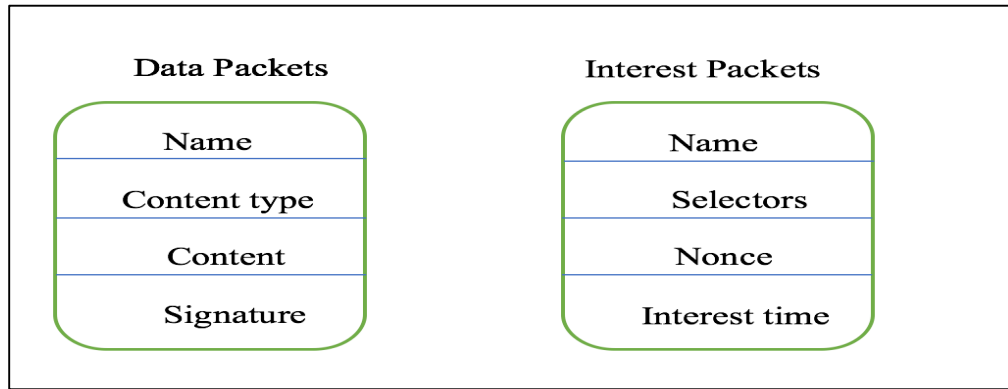 Data Packets
Name
Content type
Content
Signature
Interest Packets
Name
Selectors
Nonce
Interest time